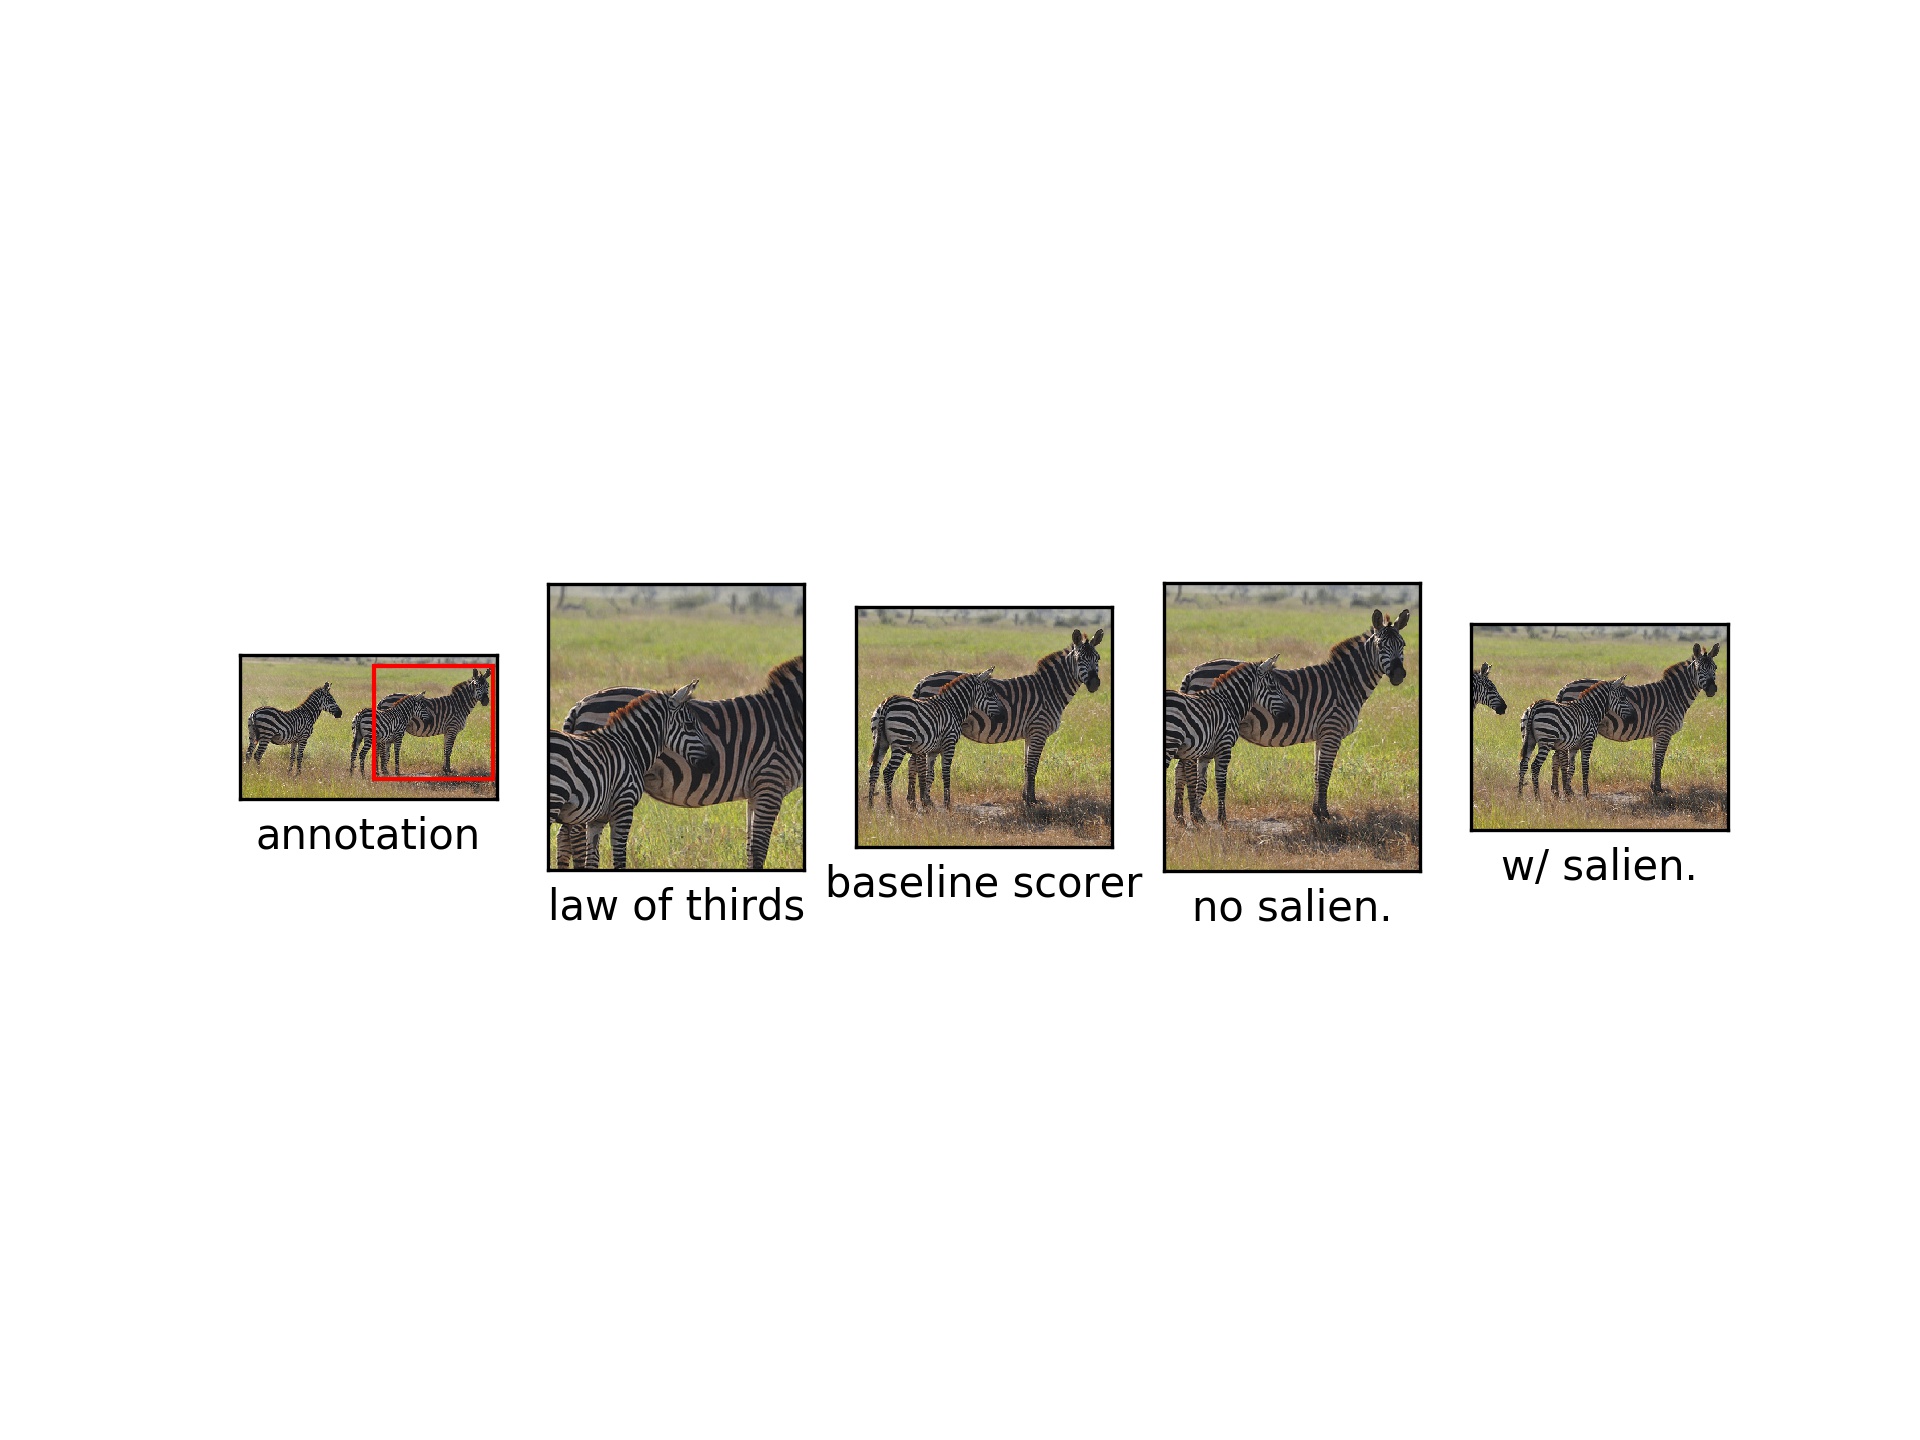 annotation
law of thirds
baseline scorer
no salien.
w/ salien.